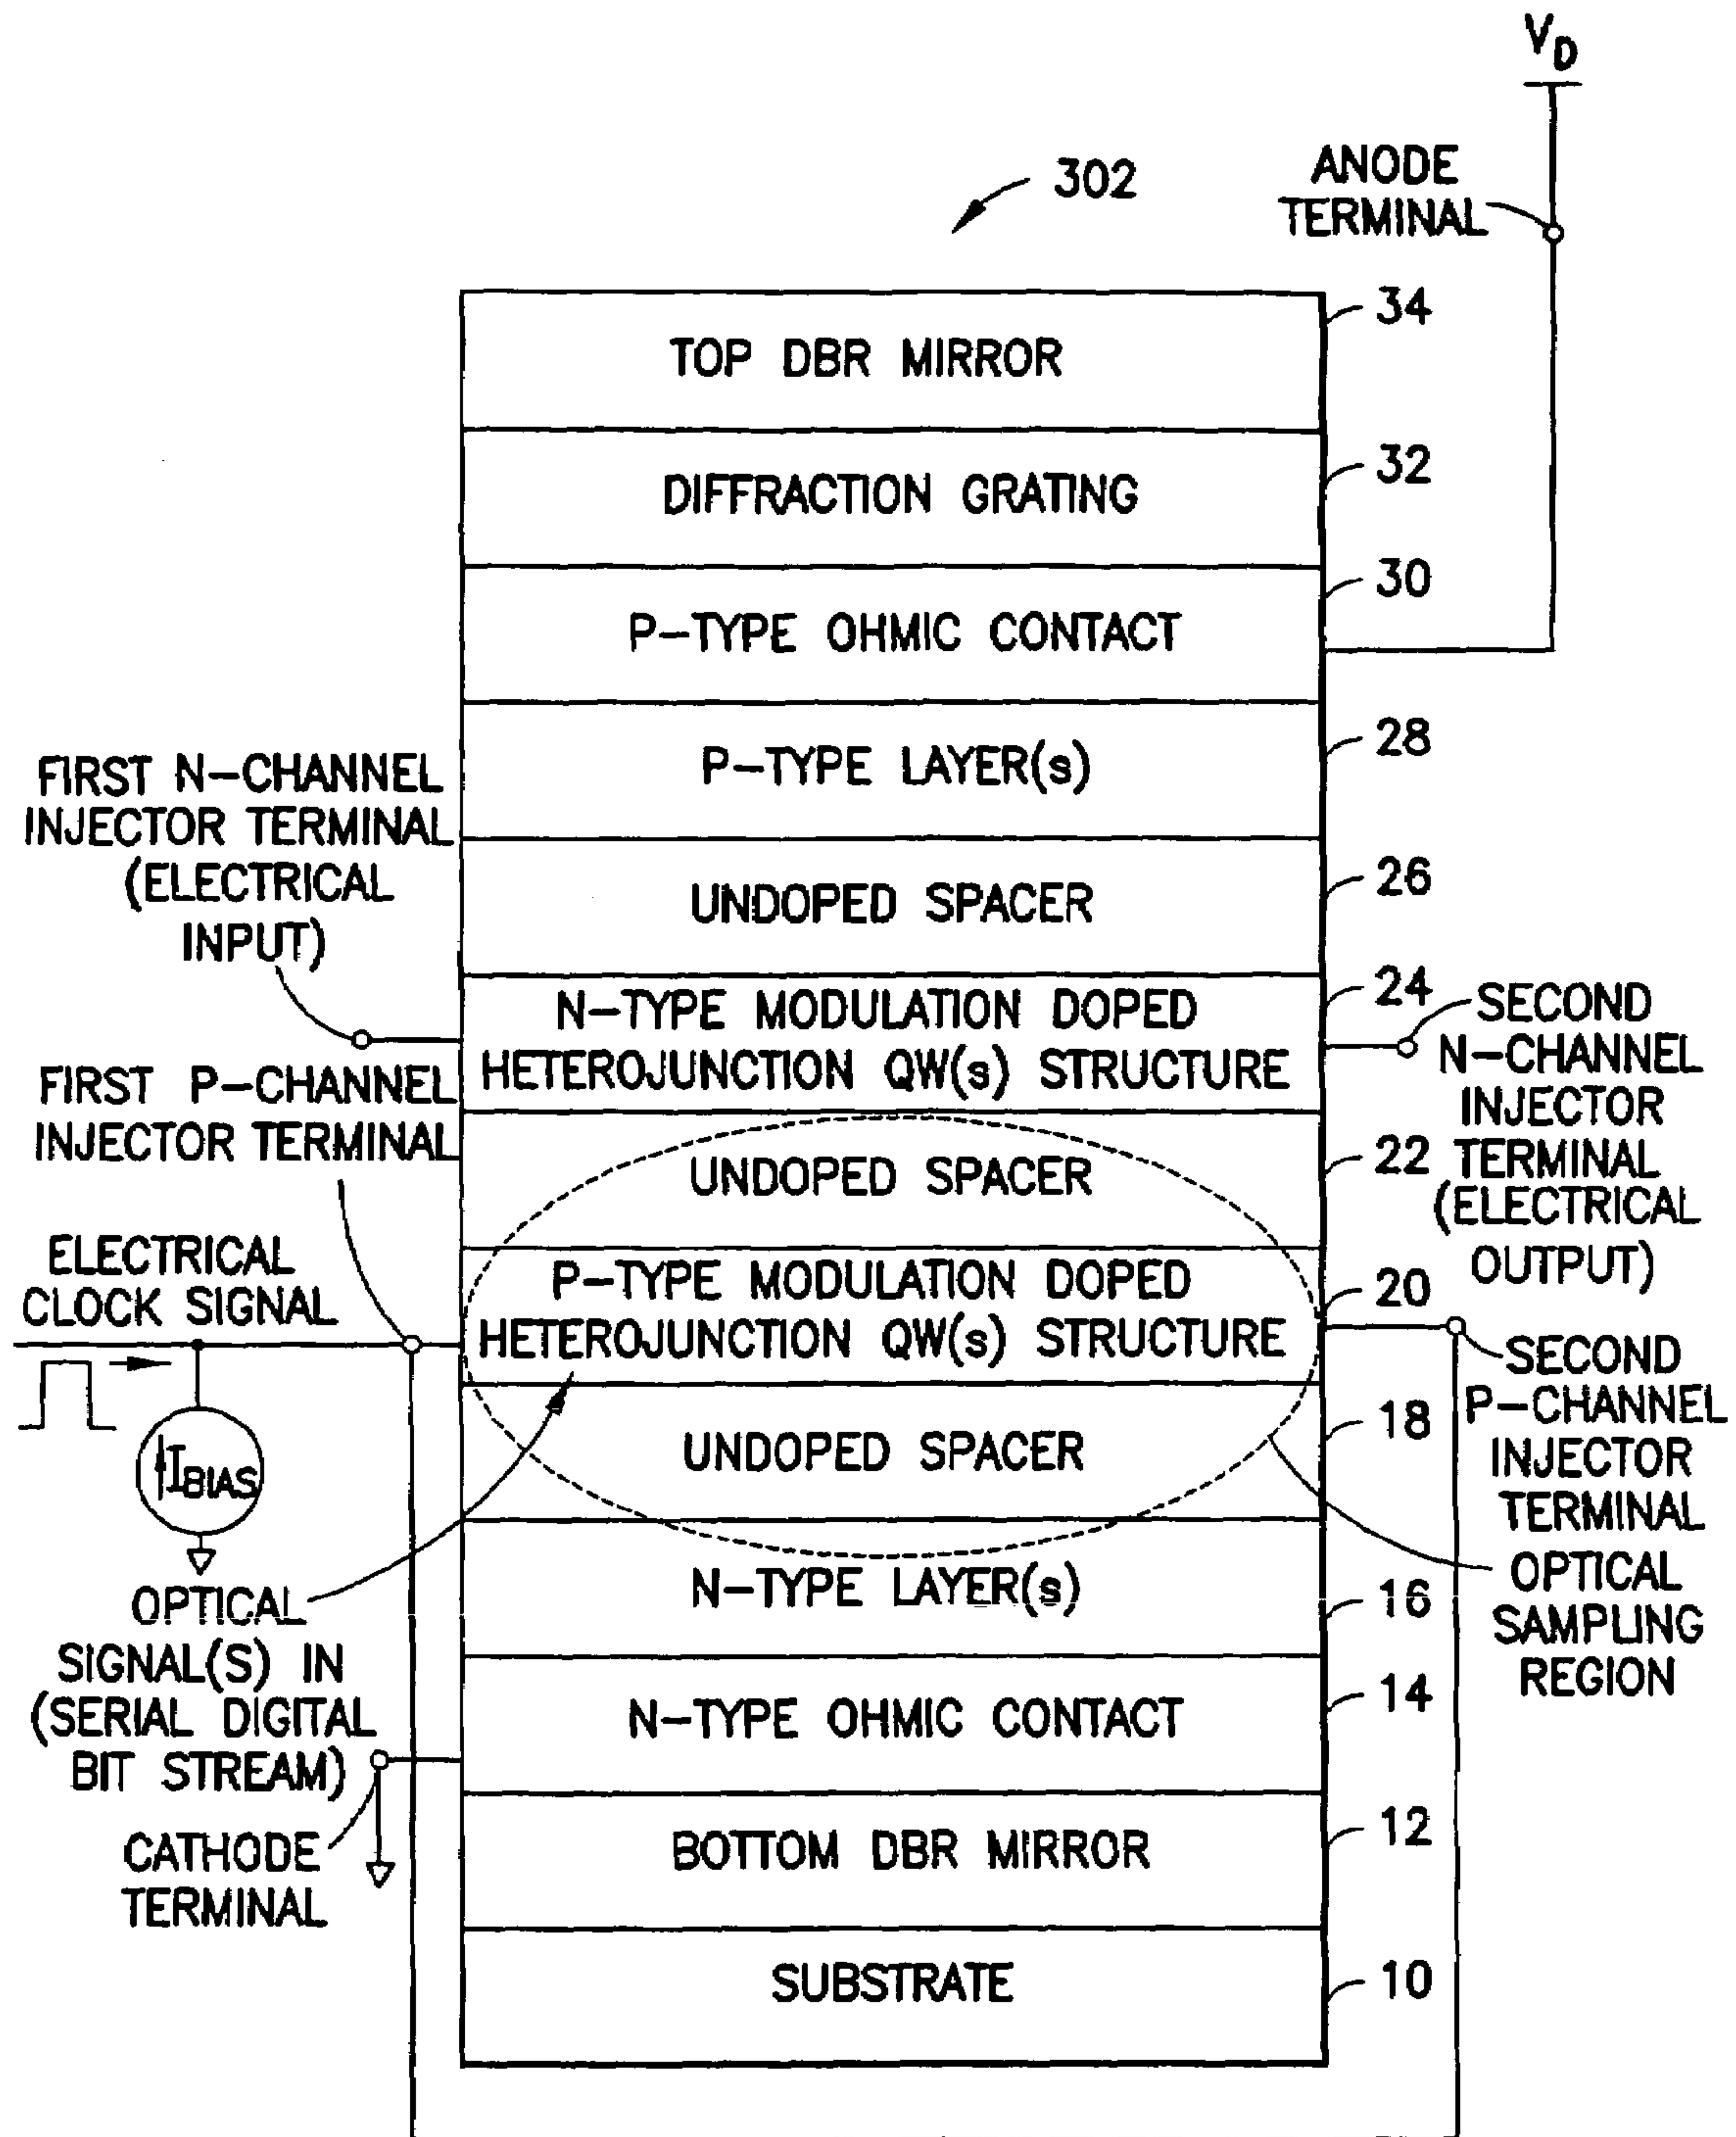 V_D
ANODE
TERMINAL
302
34
TOP DBR MIRROR
32
DIFFRACTION GRATING
30
P-TYPE OHMIC CONTACT
28
P-TYPE LAYER(s)
FIRST N-CHANNEL
INJECTOR TERMINAL
(ELECTRICAL
INPUT)
26
UNDOPED SPACER
24
N-TYPE MODULATION DOPED
HETEROJUNCTION QW(s) STRUCTURE
SECOND
N-CHANNEL
INJECTOR
TERMINAL
(ELECTRICAL
OUTPUT)
FIRST P-CHANNEL
INJECTOR TERMINAL
22
UNDOPED SPACER
ELECTRICAL
CLOCK SIGNAL
20
P-TYPE MODULATION DOPED
HETEROJUNCTION QW(s) STRUCTURE
SECOND
P-CHANNEL
INJECTOR
TERMINAL
I_BIAS
18
UNDOPED SPACER
OPTICAL
SAMPLING
REGION
OPTICAL
SIGNAL(S) IN
(SERIAL DIGITAL
BIT STREAM)
16
N-TYPE LAYER(s)
14
N-TYPE OHMIC CONTACT
CATHODE
TERMINAL
12
BOTTOM DBR MIRROR
10
SUBSTRATE